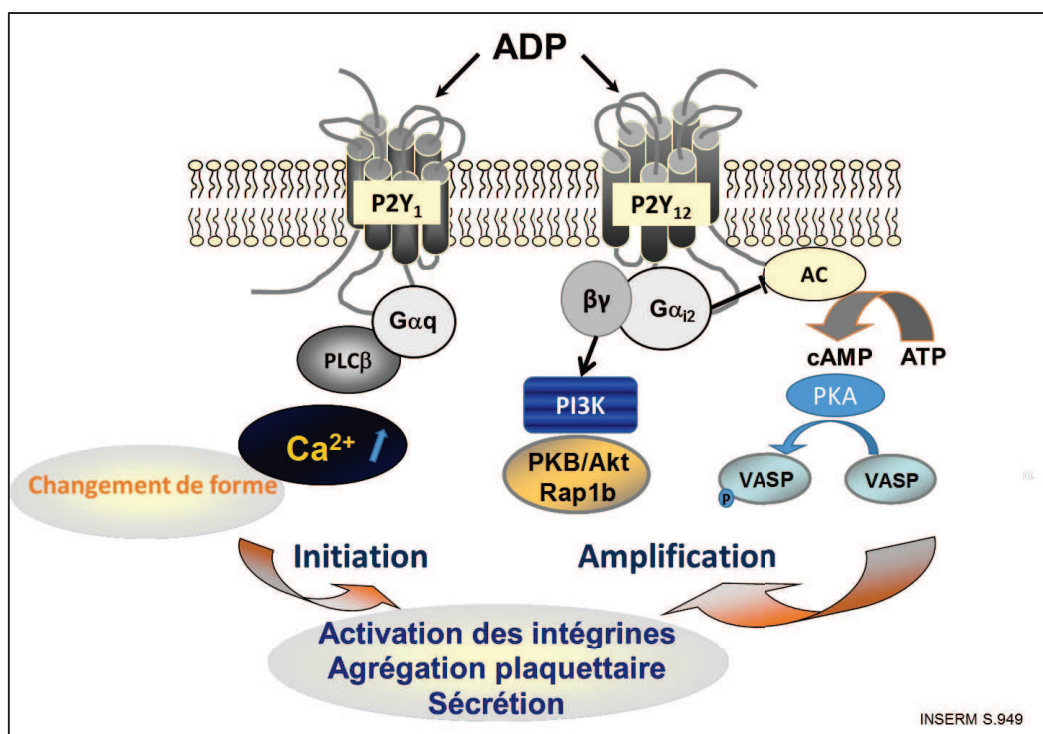 ADP
P2Y1
P2Y12
AC
Gαq
βγ
Gαi2
PLCβ
cAMP
ATP
PI3K
PKA
Ca2+
PKB/Akt
Rap1b
VASP
VASP
P
Changement de forme
Initiation
Amplification
Activation des intégrines
Agrégation plaquettaire
Sécrétion
INSERM S.949